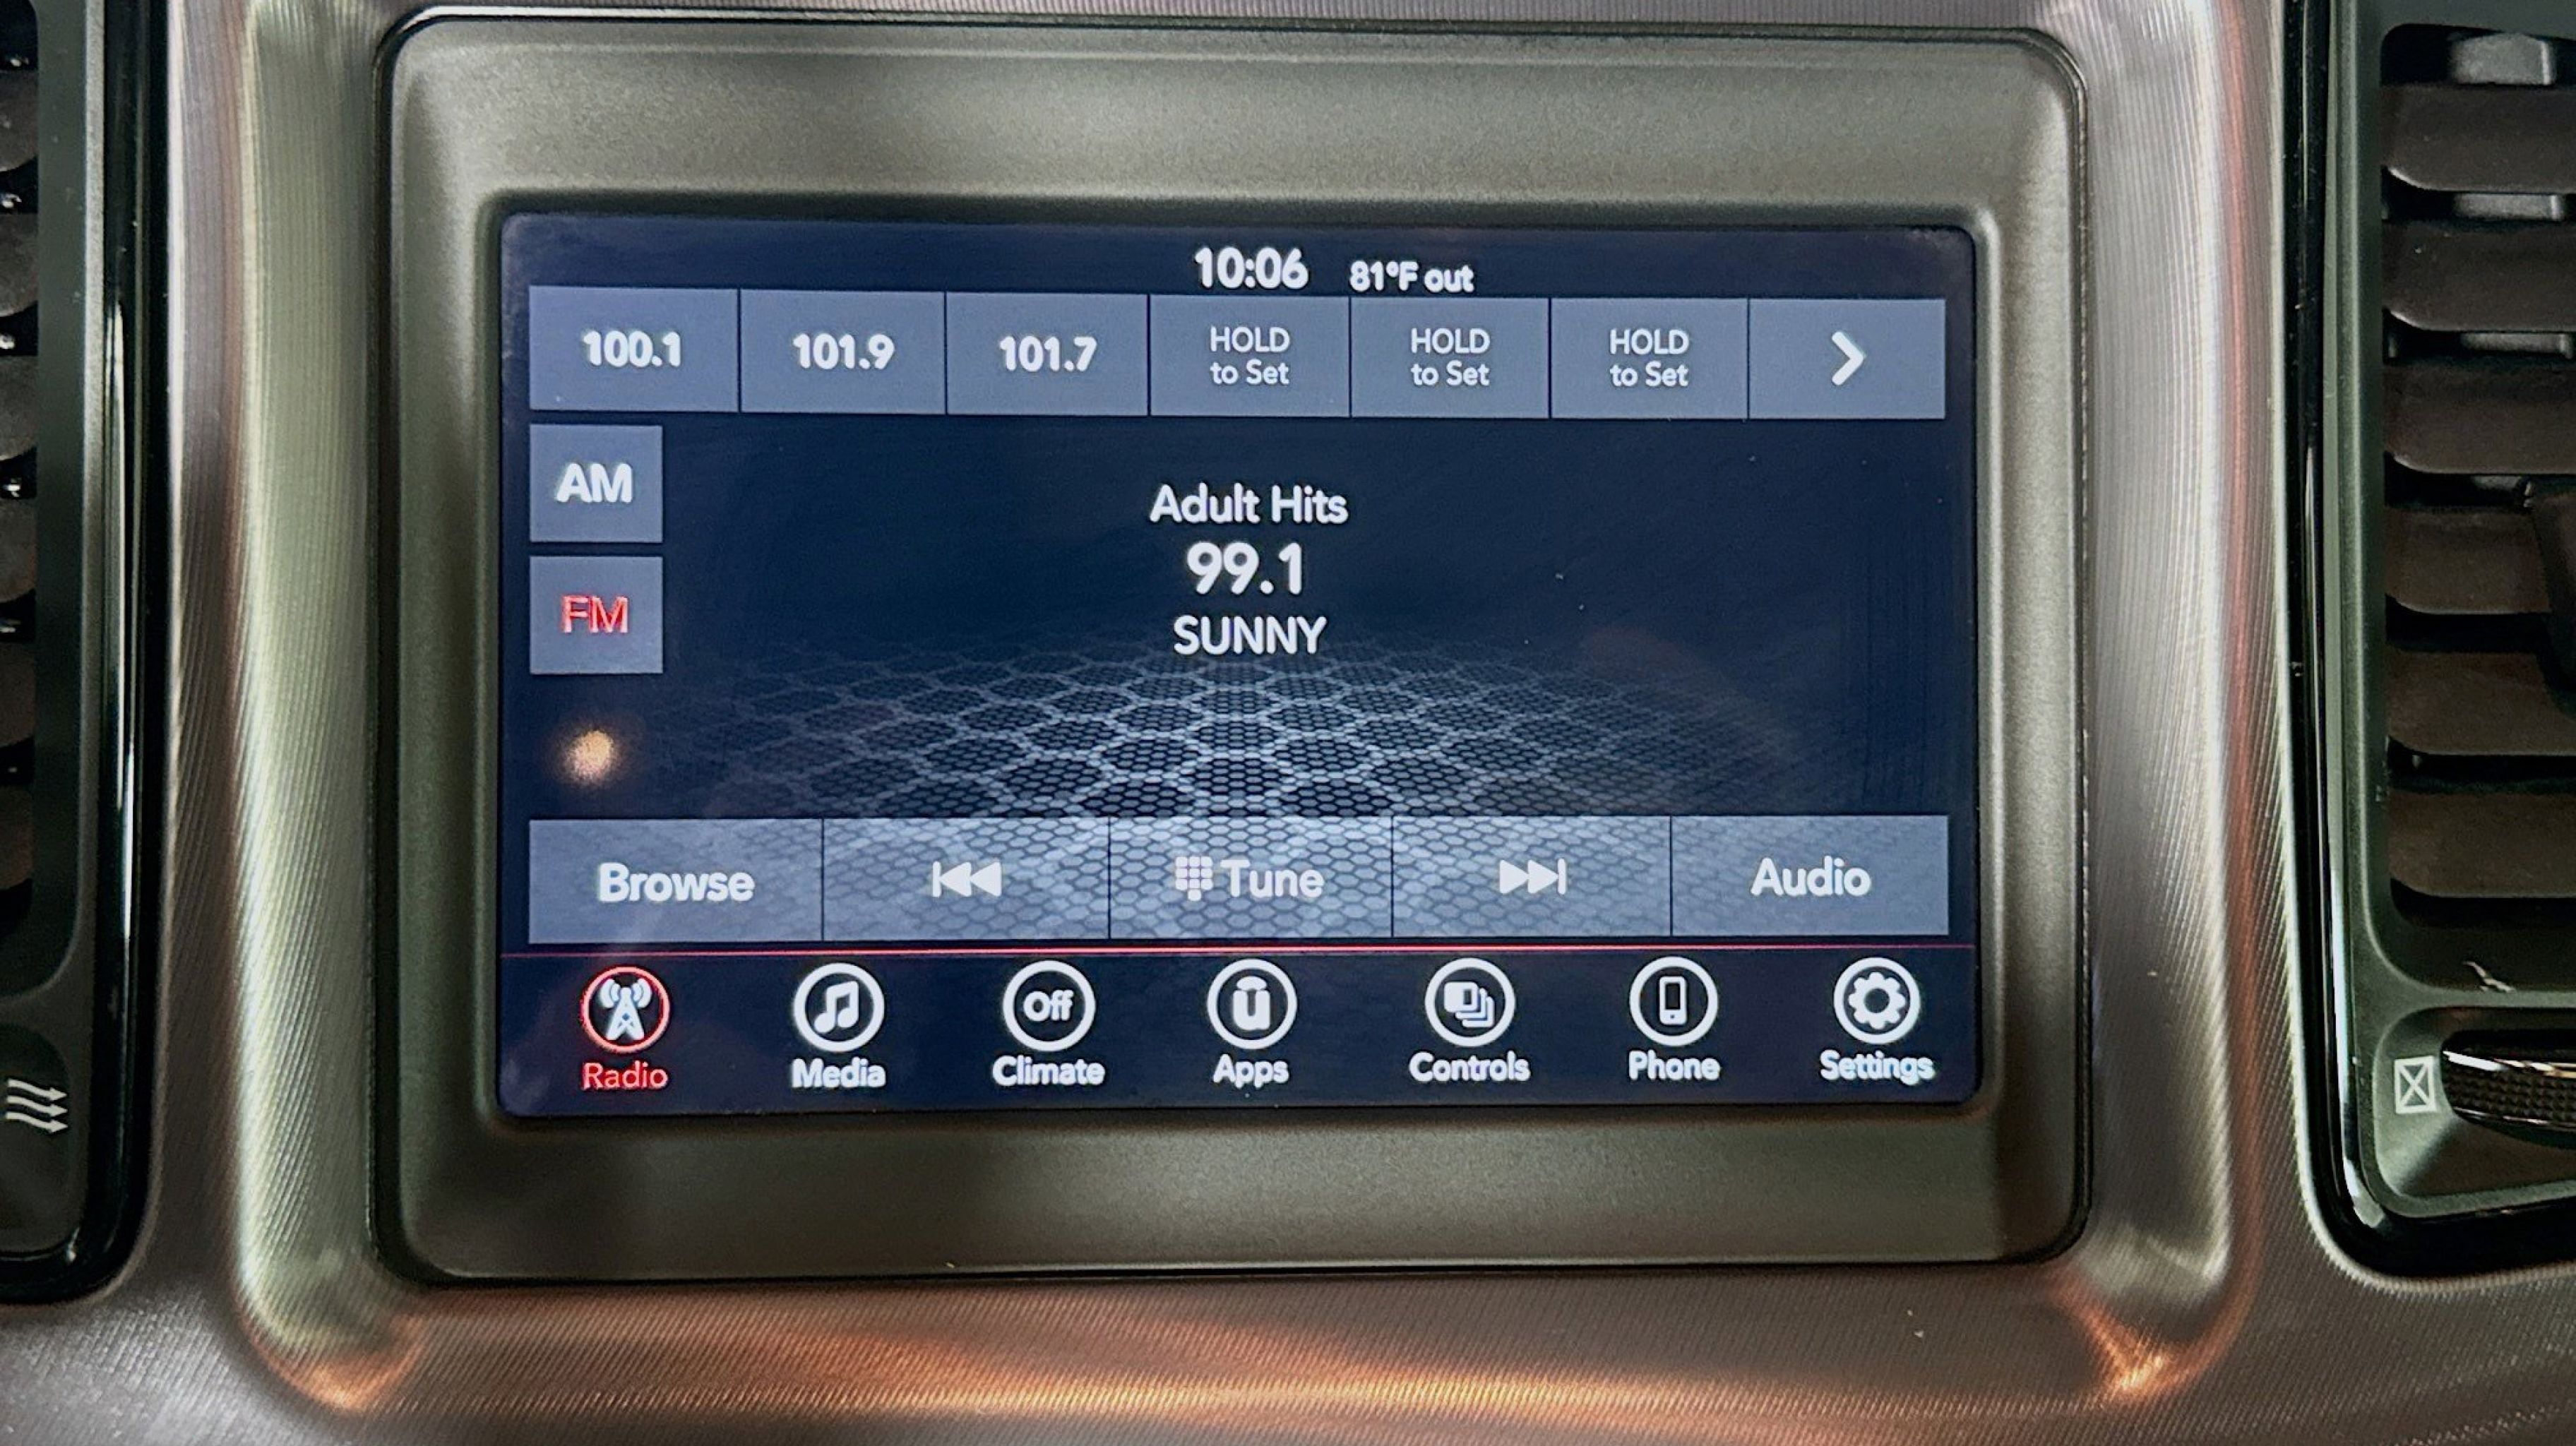 10:06 81°F out
100.1 101.9 101.7 HOLD to Set HOLD to Set HOLD to Set
AM
Adult Hits
99.1
FM
SUNNY
Browse Tune Audio
Off
Radio Media Climate Apps Controls Phone Settings